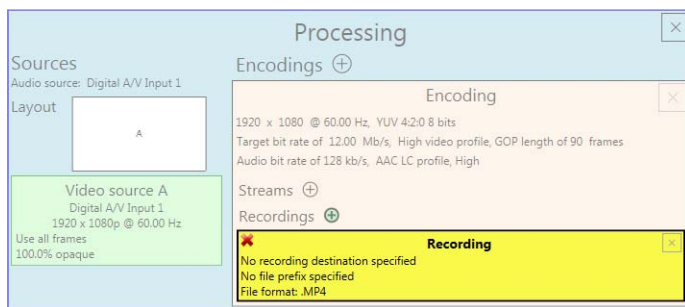 Processing
Sources
Audio source: Digital A/V Input 1
Layout
A
Video source A
Digital A/V Input 1
1920 x 1080p @ 60.00 Hz
Use all frames
100.0% opaque
Encodings
Encoding
1920 x 1080 @ 60.00 Hz, YUV 4:2:0 8 bits
Target bit rate of 12.00 Mb/s, High video profile, GOP length of 90 frames
Audio bit rate of 128 kb/s, AAC LC profile, High
Streams
Recordings
Recording
No recording destination specified
No file prefix specified
File format: .MP4